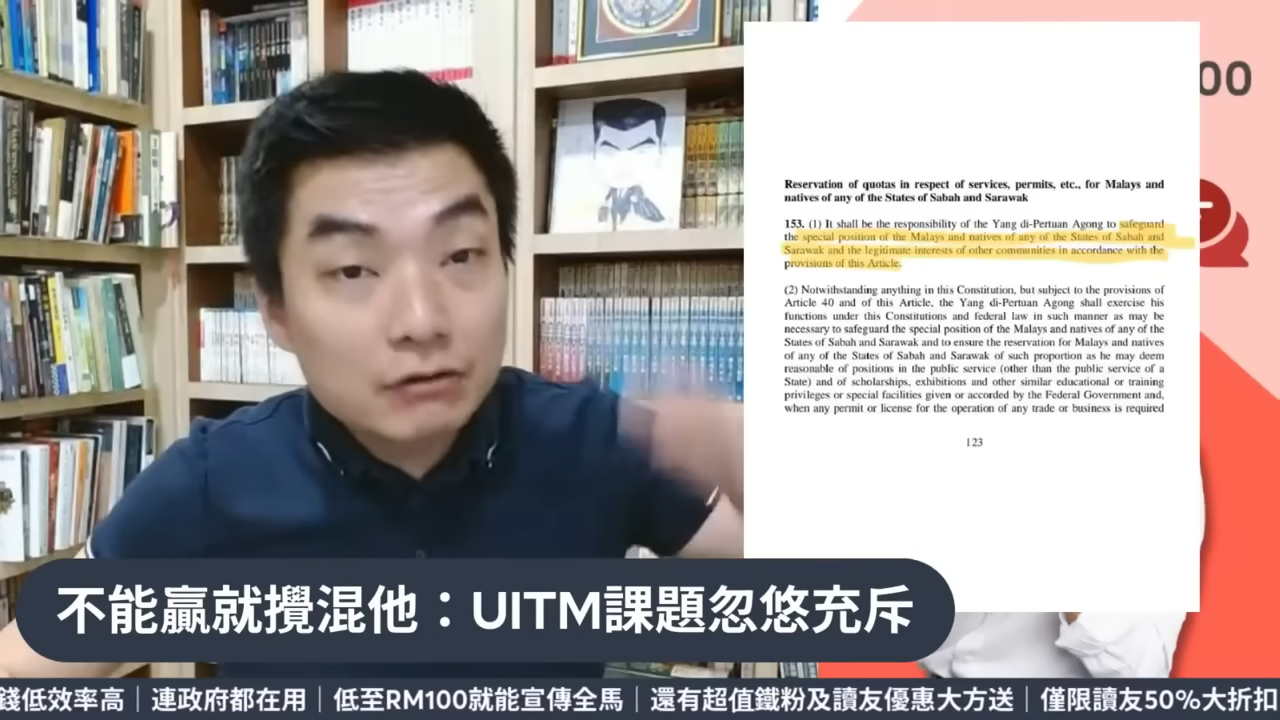 00
Reservation of quotas in respect of services, permits, etc., for Malays and
natives of any of the States of Sabah and Sarawak
153. (1) It shall be the responsibility of the Yang di-Pertuan Agong to safeguard
the special position of the Malays and natives of any of the States of Sabah and
Sarawak and the legitimate interests of other communities in accordance with the
provisions of this Article.
(2) Notwithstanding anything in this Constitution, but subject to the provisions of
Article 40 and of this Article, the Yang di-Pertuan Agong shall exercise his
functions under this Constitutions and federal law in such manner as may be
necessary to safeguard the special position of the Malays and natives of any of the
States of Sabah and Sarawak and to ensure the reservation for Malays and natives
of any of the States of Sabah and Sarawak of such proportion as he may deem
reasonable of positions in the public service (other than the public service of a
State) and of scholarships, exhibitions and other similar educational or training
privileges or special facilities given or accorded by the Federal Government and,
when any permit or license for the operation of any trade or business is required
123
不能贏就攪混他：UITM課題忽悠充斥
錢低效率高｜連政府都在用｜低至RM100就能宣傳全馬｜還有超值鐵粉及讀友優惠大方送｜僅限讀友50%大折扣